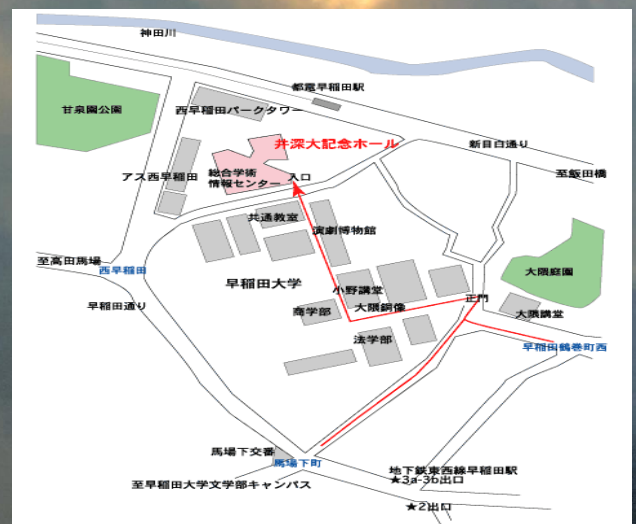 神田川
都電早稲田駅
甘泉園公園
西早稲田パークタワー
井深大記念ホール
新目白通り
至飯田橋
アス西早稲田
総合学術
情報センター
入口
共通教室
演劇博物館
至高田馬場
西早稲田
大隈庭園
早稲田大学
小野講堂
正門
早稲田通り
商学部
大隈銅像
大隈講堂
法学部
早稲田鶴巻町西
馬場下交番
馬場下町
地下鉄東西線早稲田駅
★3a-3b出口
至早稲田大学文学部キャンパス
★2出口